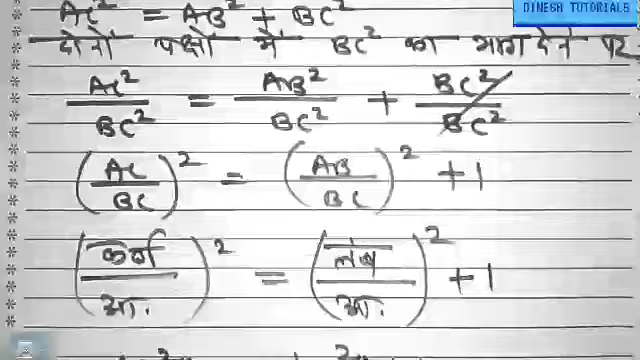 DINESH TUTORIALS
AC² = AB² + BC²
दोनो पक्षो में BC² का भाग देने पर
AC²/BC² = AB²/BC² + BC²/BC²
(AC/BC)² = (AB/BC)² + 1
(कर्ण/आ.)² = (लंब/आ.)² + 1